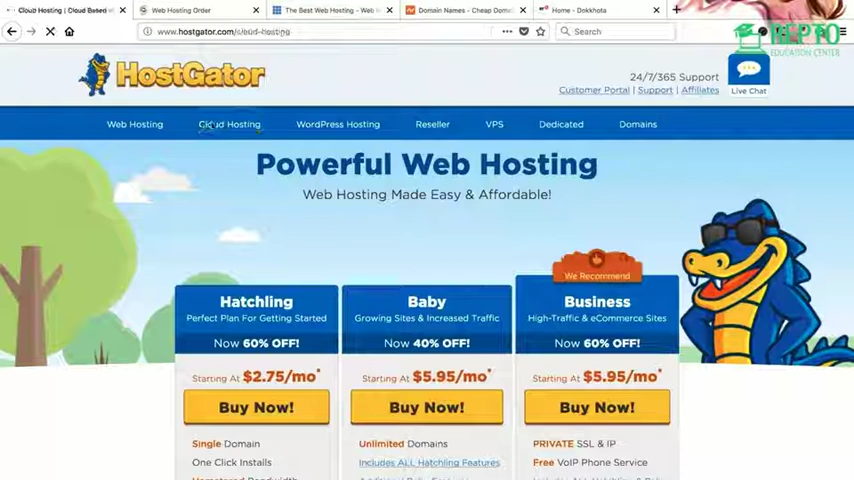 Cloud Hosting | Cloud Based
Web Hosting Order
The Best Web Hosting - Web
Domain Names - Cheap Doma
Home - Dokkhota
www.hostgator.com/cloud-hosting
Search
REPTO
EDUCATION CENTER
HostGator
24/7/365 Support
Customer Portal | Support | Affiliates
Live Chat
Web Hosting
Cloud Hosting
WordPress Hosting
Reseller
VPS
Dedicated
Domains
Powerful Web Hosting
Web Hosting Made Easy & Affordable!
We Recommend
Hatchling
Perfect Plan For Getting Started
Now 60% OFF!
Starting At $2.75/mo*
Buy Now!
Single Domain
One Click Installs
Baby
Growing Sites & Increased Traffic
Now 40% OFF!
Starting At $5.95/mo*
Buy Now!
Unlimited Domains
Includes ALL Hatchling Features
Business
High-Traffic & eCommerce Sites
Now 60% OFF!
Starting At $5.95/mo*
Buy Now!
PRIVATE SSL & IP
Free VoIP Phone Service